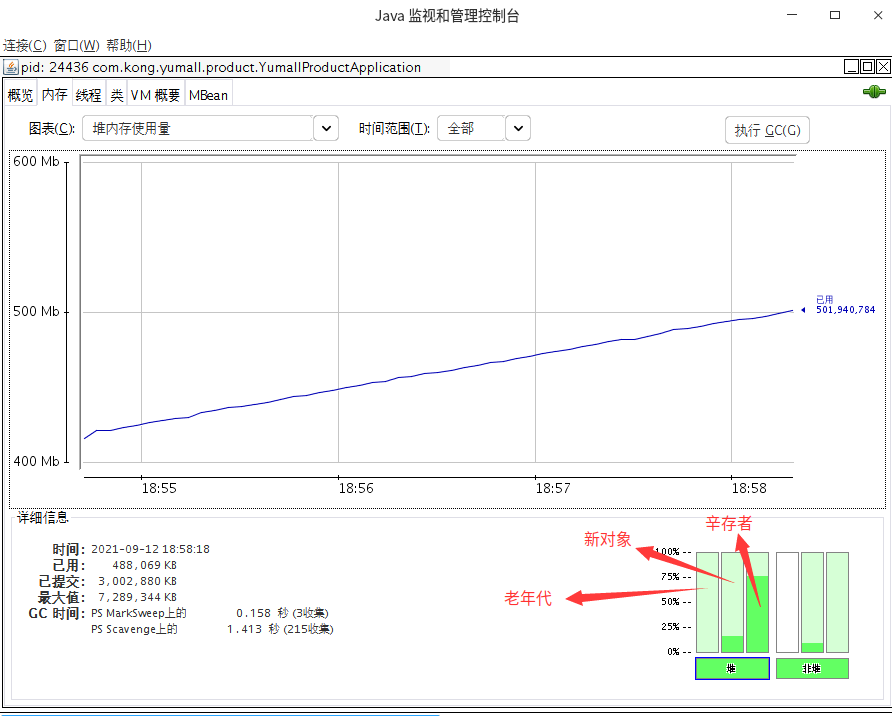 Java 监视和管理控制台
连接(C) 窗口(W) 帮助(H)
pid: 24436 com.kong.yumall.product.YumallProductApplication
概览 内存 线程 类 VM 概要 MBean
图表(C): 堆内存使用量 时间范围(T): 全部 执行 GC(G)
600 Mb
500 Mb
400 Mb
已用
501,940,784
18:55 18:56 18:57 18:58
详细信息
时间: 2021-09-12 18:58:18
已用: 488,069 KB
已提交: 3,002,880 KB
最大值: 7,289,344 KB
GC 时间: PS MarkSweep上的 0.158 秒 (3收集)
PS Scavenge上的 1.413 秒 (215收集)
辛存者
新对象
老年代
100%
75%
50%
25%
0%
堆 非堆